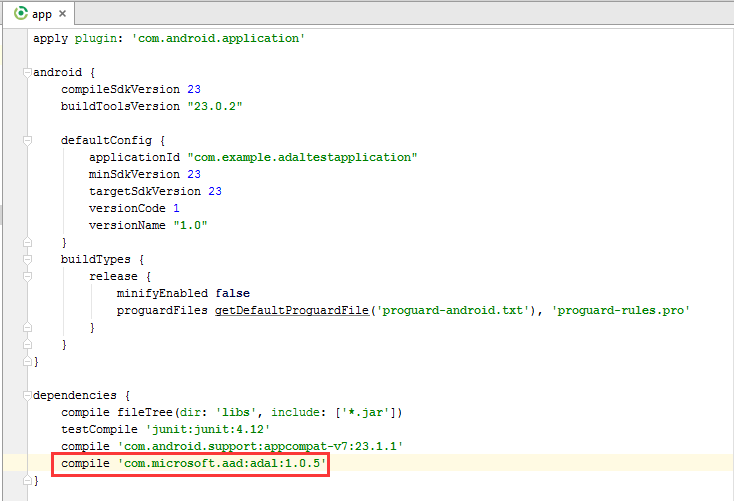 app
apply plugin: 'com.android.application'
android {
compileSdkVersion 23
buildToolsVersion "23.0.2"
defaultConfig {
applicationId "com.example.adaltestapplication"
minSdkVersion 23
targetSdkVersion 23
versionCode 1
versionName "1.0"
}
buildTypes {
release {
minifyEnabled false
proguardFiles getDefaultProguardFile('proguard-android.txt'), 'proguard-rules.pro'
}
}
}
dependencies {
compile fileTree(dir: 'libs', include: ['*.jar'])
testCompile 'junit:junit:4.12'
compile 'com.android.support:appcompat-v7:23.1.1'
compile 'com.microsoft.aad:adal:1.0.5'
}